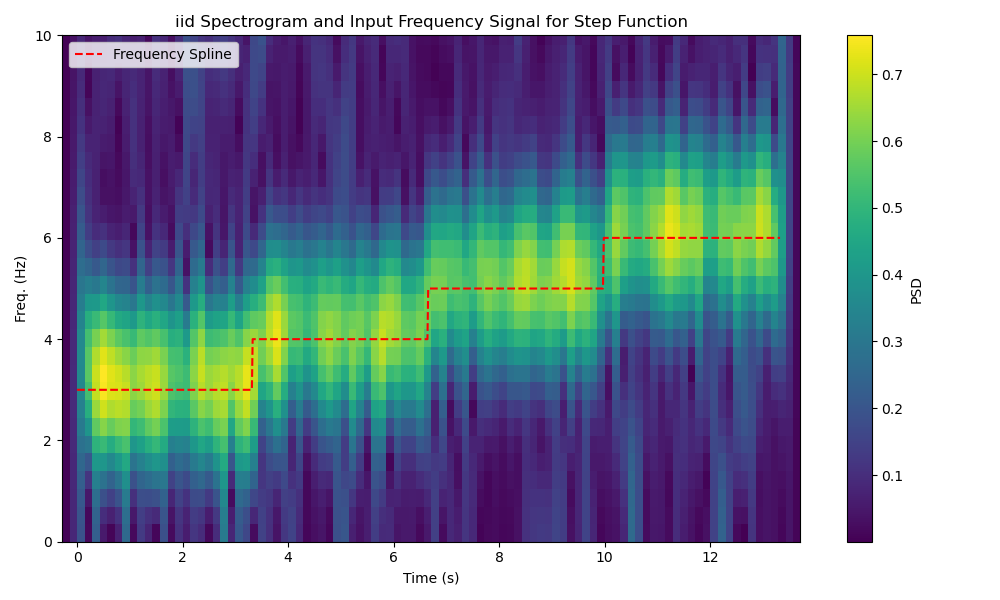 iid Spectrogram and Input Frequency Signal for Step Function
Frequency Spline
10
8
6
4
2
0
Freq. (Hz)
0 2 4 6 8 10 12
Time (s)
0.7
0.6
0.5
0.4
0.3
0.2
0.1
PSD